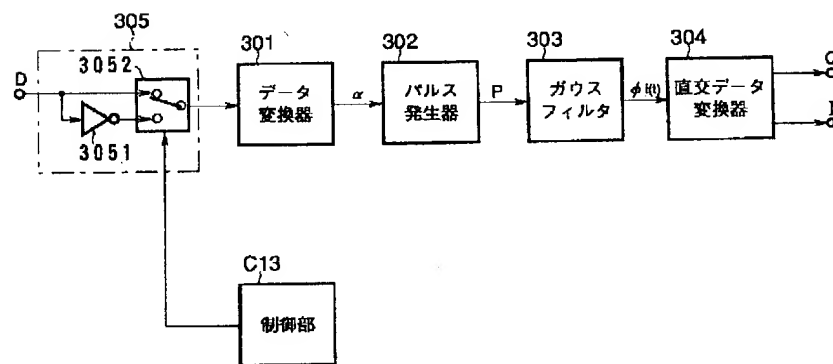 305
3052
D
3051
301
データ
変換器
α
302
パルス
発生器
P
303
ガウス
フィルタ
φ(t)
304
直交データ
変換器
Q
I
C13
制御部